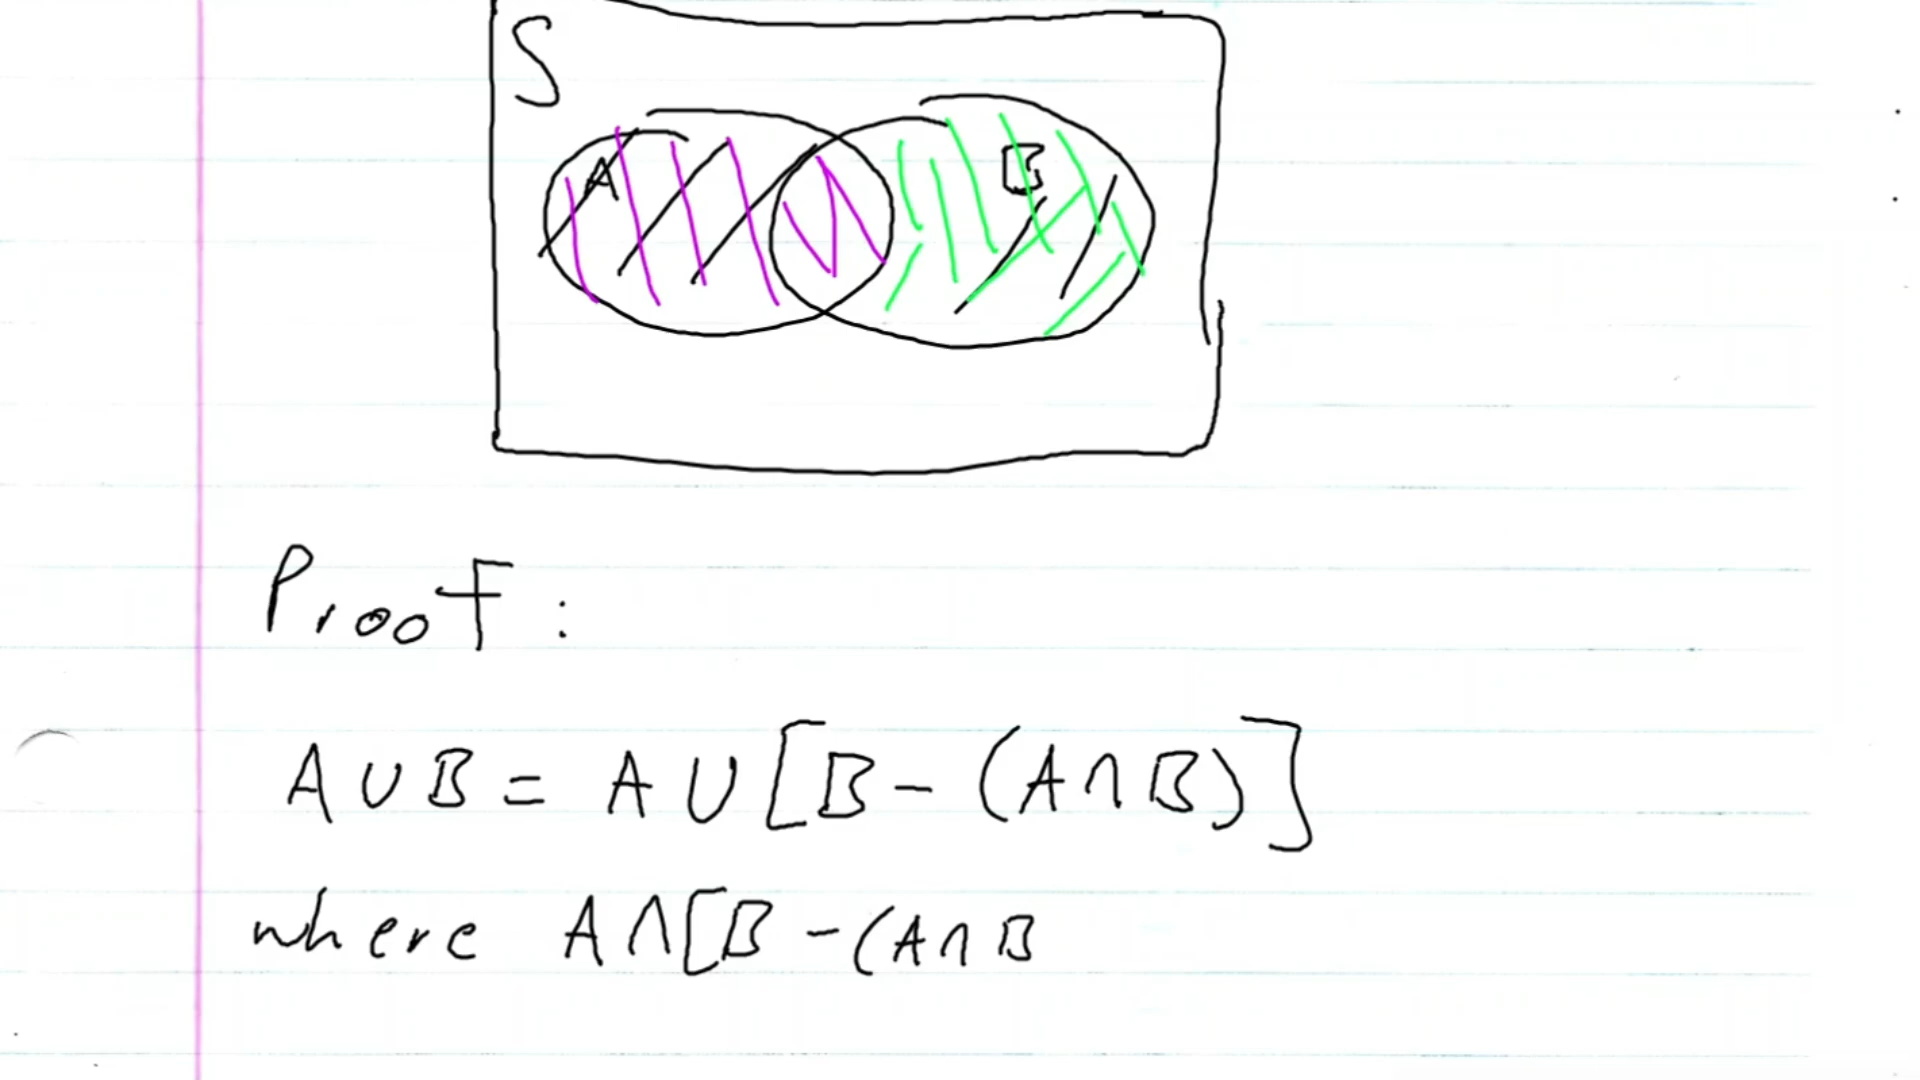 S
A B
Proof:
A ∪ B = A ∪ [B - (A ∩ B)]
where A ∩ [B - (A ∩ B